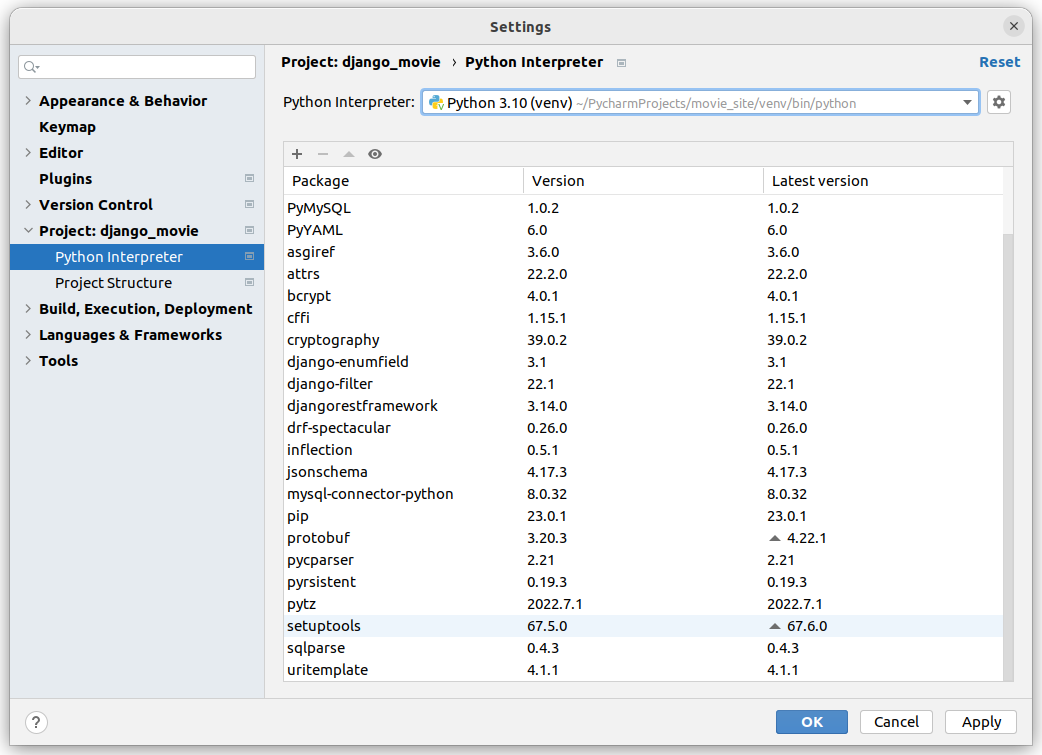 Settings
Project: django_movie › Python Interpreter
Reset
Appearance & Behavior
Keymap
Editor
Plugins
Version Control
Project: django_movie
Python Interpreter
Project Structure
Build, Execution, Deployment
Languages & Frameworks
Tools
Python Interpreter: Python 3.10 (venv) ~/PycharmProjects/movie_site/venv/bin/python
Package Version Latest version
PyMySQL 1.0.2 1.0.2
PyYAML 6.0 6.0
asgiref 3.6.0 3.6.0
attrs 22.2.0 22.2.0
bcrypt 4.0.1 4.0.1
cffi 1.15.1 1.15.1
cryptography 39.0.2 39.0.2
django-enumfield 3.1 3.1
django-filter 22.1 22.1
djangorestframework 3.14.0 3.14.0
drf-spectacular 0.26.0 0.26.0
inflection 0.5.1 0.5.1
jsonschema 4.17.3 4.17.3
mysql-connector-python 8.0.32 8.0.32
pip 23.0.1 23.0.1
protobuf 3.20.3 4.22.1
pycparser 2.21 2.21
pyrsistent 0.19.3 0.19.3
pytz 2022.7.1 2022.7.1
setuptools 67.5.0 67.6.0
sqlparse 0.4.3 0.4.3
uritemplate 4.1.1 4.1.1
? OK Cancel Apply